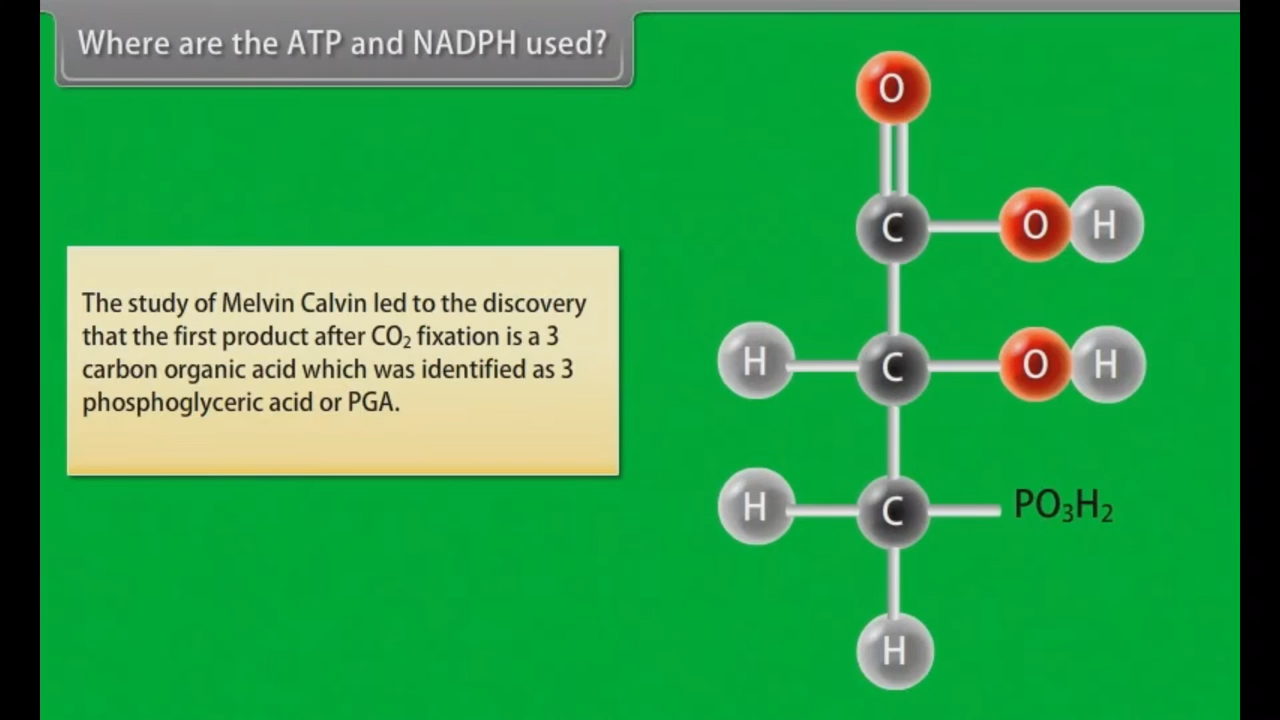 Where are the ATP and NADPH used?
The study of Melvin Calvin led to the discovery
that the first product after CO₂ fixation is a 3
carbon organic acid which was identified as 3
phosphoglyceric acid or PGA.
O
C O H
H C O H
H C PO₃H₂
H